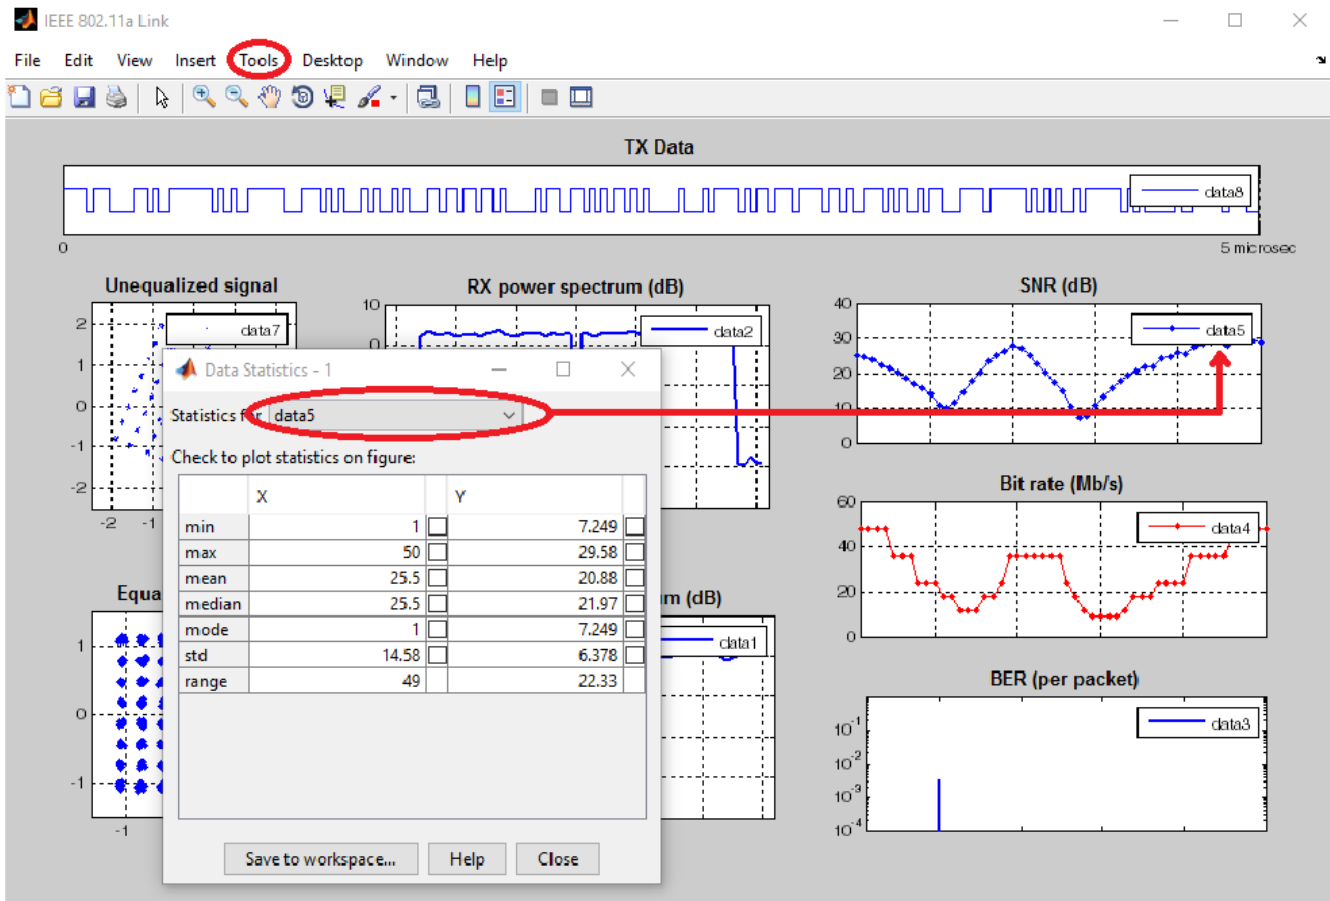 IEEE 802.11a Link
File Edit View Insert Tools Desktop Window Help
TX Data
data8
0 5 microsec
Unequalized signal
data7
2
1
0
-1
-2
-2 -1
RX power spectrum (dB)
data2
10
0
SNR (dB)
data5
40
30
20
10
0
Data Statistics - 1
Statistics for data5
Check to plot statistics on figure:
X Y
min 1 7.249
max 50 29.58
mean 25.5 20.88
median 25.5 21.97
mode 1 7.249
std 14.58 6.378
range 49 22.33
Save to workspace... Help Close
Bit rate (Mb/s)
data4
60
40
20
0
Equa
1
0
-1
-1
m (dB)
data1
BER (per packet)
data3
10-1
10-2
10-3
10-4